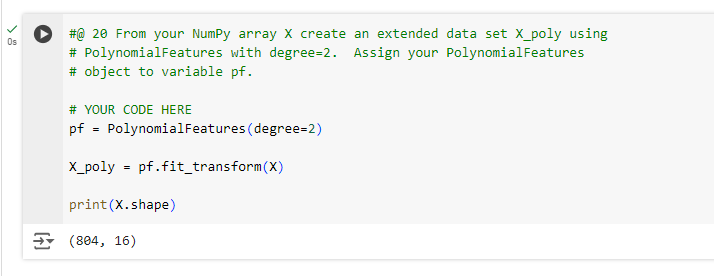 #@ 20 From your NumPy array X create an extended data set X_poly using
0s
# PolynomialFeatures with degree=2.  Assign your PolynomialFeatures
# object to variable pf.
# YOUR CODE HERE
pf = PolynomialFeatures(degree=2)
X_poly = pf.fit_transform(X)
print(X.shape)
(804, 16)